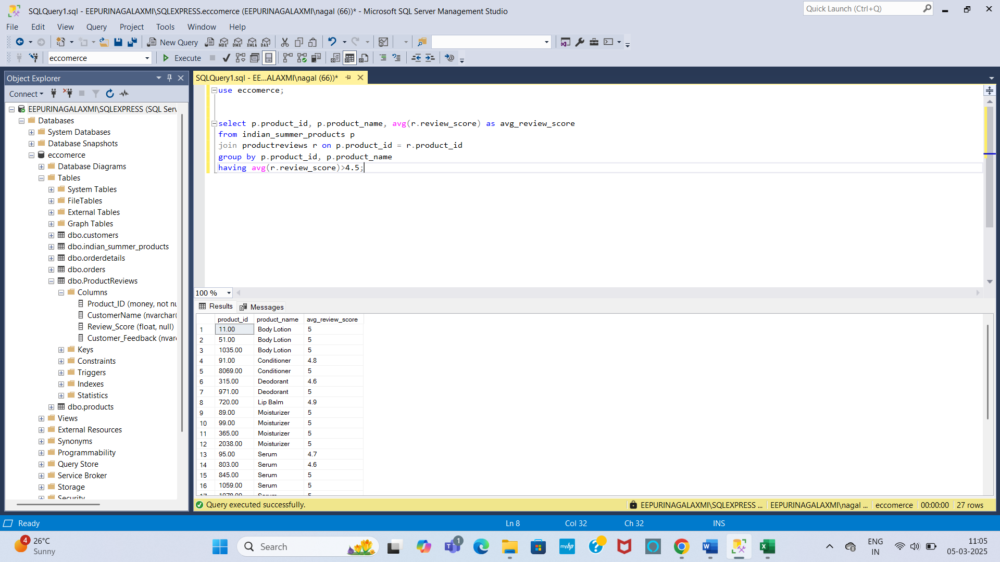 SQLQuery1.sql - EEPURINAGALAXMI\SQLEXPRESS.eccomerce (EEPURINAGALAXMI\nagal (66))* - Microsoft SQL Server Management Studio
Quick Launch (Ctrl+Q)
File Edit View Query Project Tools Window Help
New Query MDX DMX XMLA DAX
eccomerce Execute
Object Explorer
Connect
EEPURINAGALAXMI\SQLEXPRESS (SQL Serv
Databases
System Databases
Database Snapshots
eccomerce
Database Diagrams
Tables
System Tables
FileTables
External Tables
Graph Tables
dbo.customers
dbo.indian_summer_products
dbo.orderdetails
dbo.orders
dbo.ProductReviews
Columns
Product_ID (money, not nu
CustomerName (nvarchar(
Review_Score (float, null)
Customer_Feedback (nvar
Keys
Constraints
Triggers
Indexes
Statistics
dbo.products
Views
External Resources
Synonyms
Programmability
Query Store
Service Broker
Storage
Security
SQLQuery1.sql - EE...ALAXMI\nagal (66))*
use eccomerce;
select p.product_id, p.product_name, avg(r.review_score) as avg_review_score
from indian_summer_products p
join productreviews r on p.product_id = r.product_id
group by p.product_id, p.product_name
having avg(r.review_score)>4.5;
100 %
Results Messages
product_id product_name avg_review_score
1 11.00 Body Lotion 5
2 51.00 Body Lotion 5
3 1035.00 Body Lotion 5
4 91.00 Conditioner 4.8
5 8069.00 Conditioner 5
6 315.00 Deodorant 4.6
7 971.00 Deodorant 5
8 720.00 Lip Balm 4.9
9 89.00 Moisturizer 5
10 99.00 Moisturizer 5
11 365.00 Moisturizer 5
12 2038.00 Moisturizer 5
13 95.00 Serum 4.7
14 803.00 Serum 4.6
15 845.00 Serum 5
16 1059.00 Serum 5
17 1078.00 Serum 5
Query executed successfully.
EEPURINAGALAXMI\SQLEXPRESS ... EEPURINAGALAXMI\nagal ... eccomerce 00:00:00 27 rows
Ready Ln 8 Col 32 Ch 32 INS
4 26°C
Sunny
Search
1
myhp
ENG
IN
11:05
05-03-2025